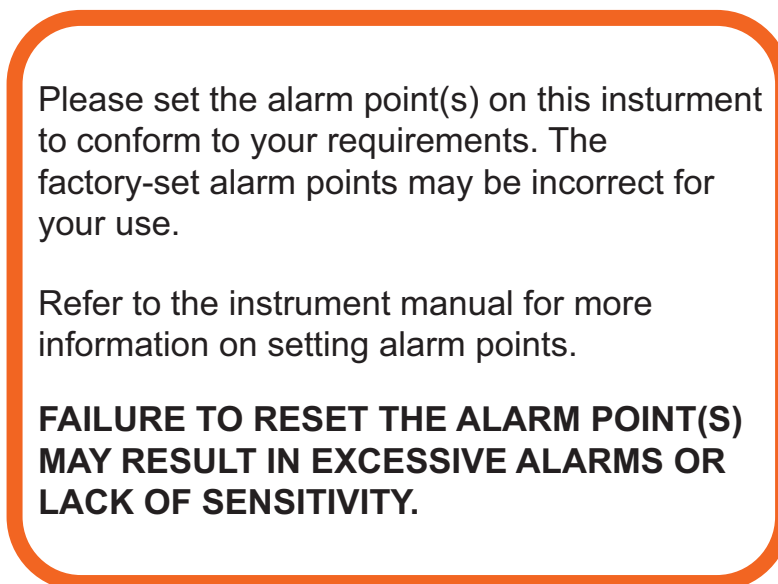 Please set the alarm point(s) on this insturment
to conform to your requirements. The
factory-set alarm points may be incorrect for
your use.
Refer to the instrument manual for more
information on setting alarm points.
FAILURE TO RESET THE ALARM POINT(S)
MAY RESULT IN EXCESSIVE ALARMS OR
LACK OF SENSITIVITY.